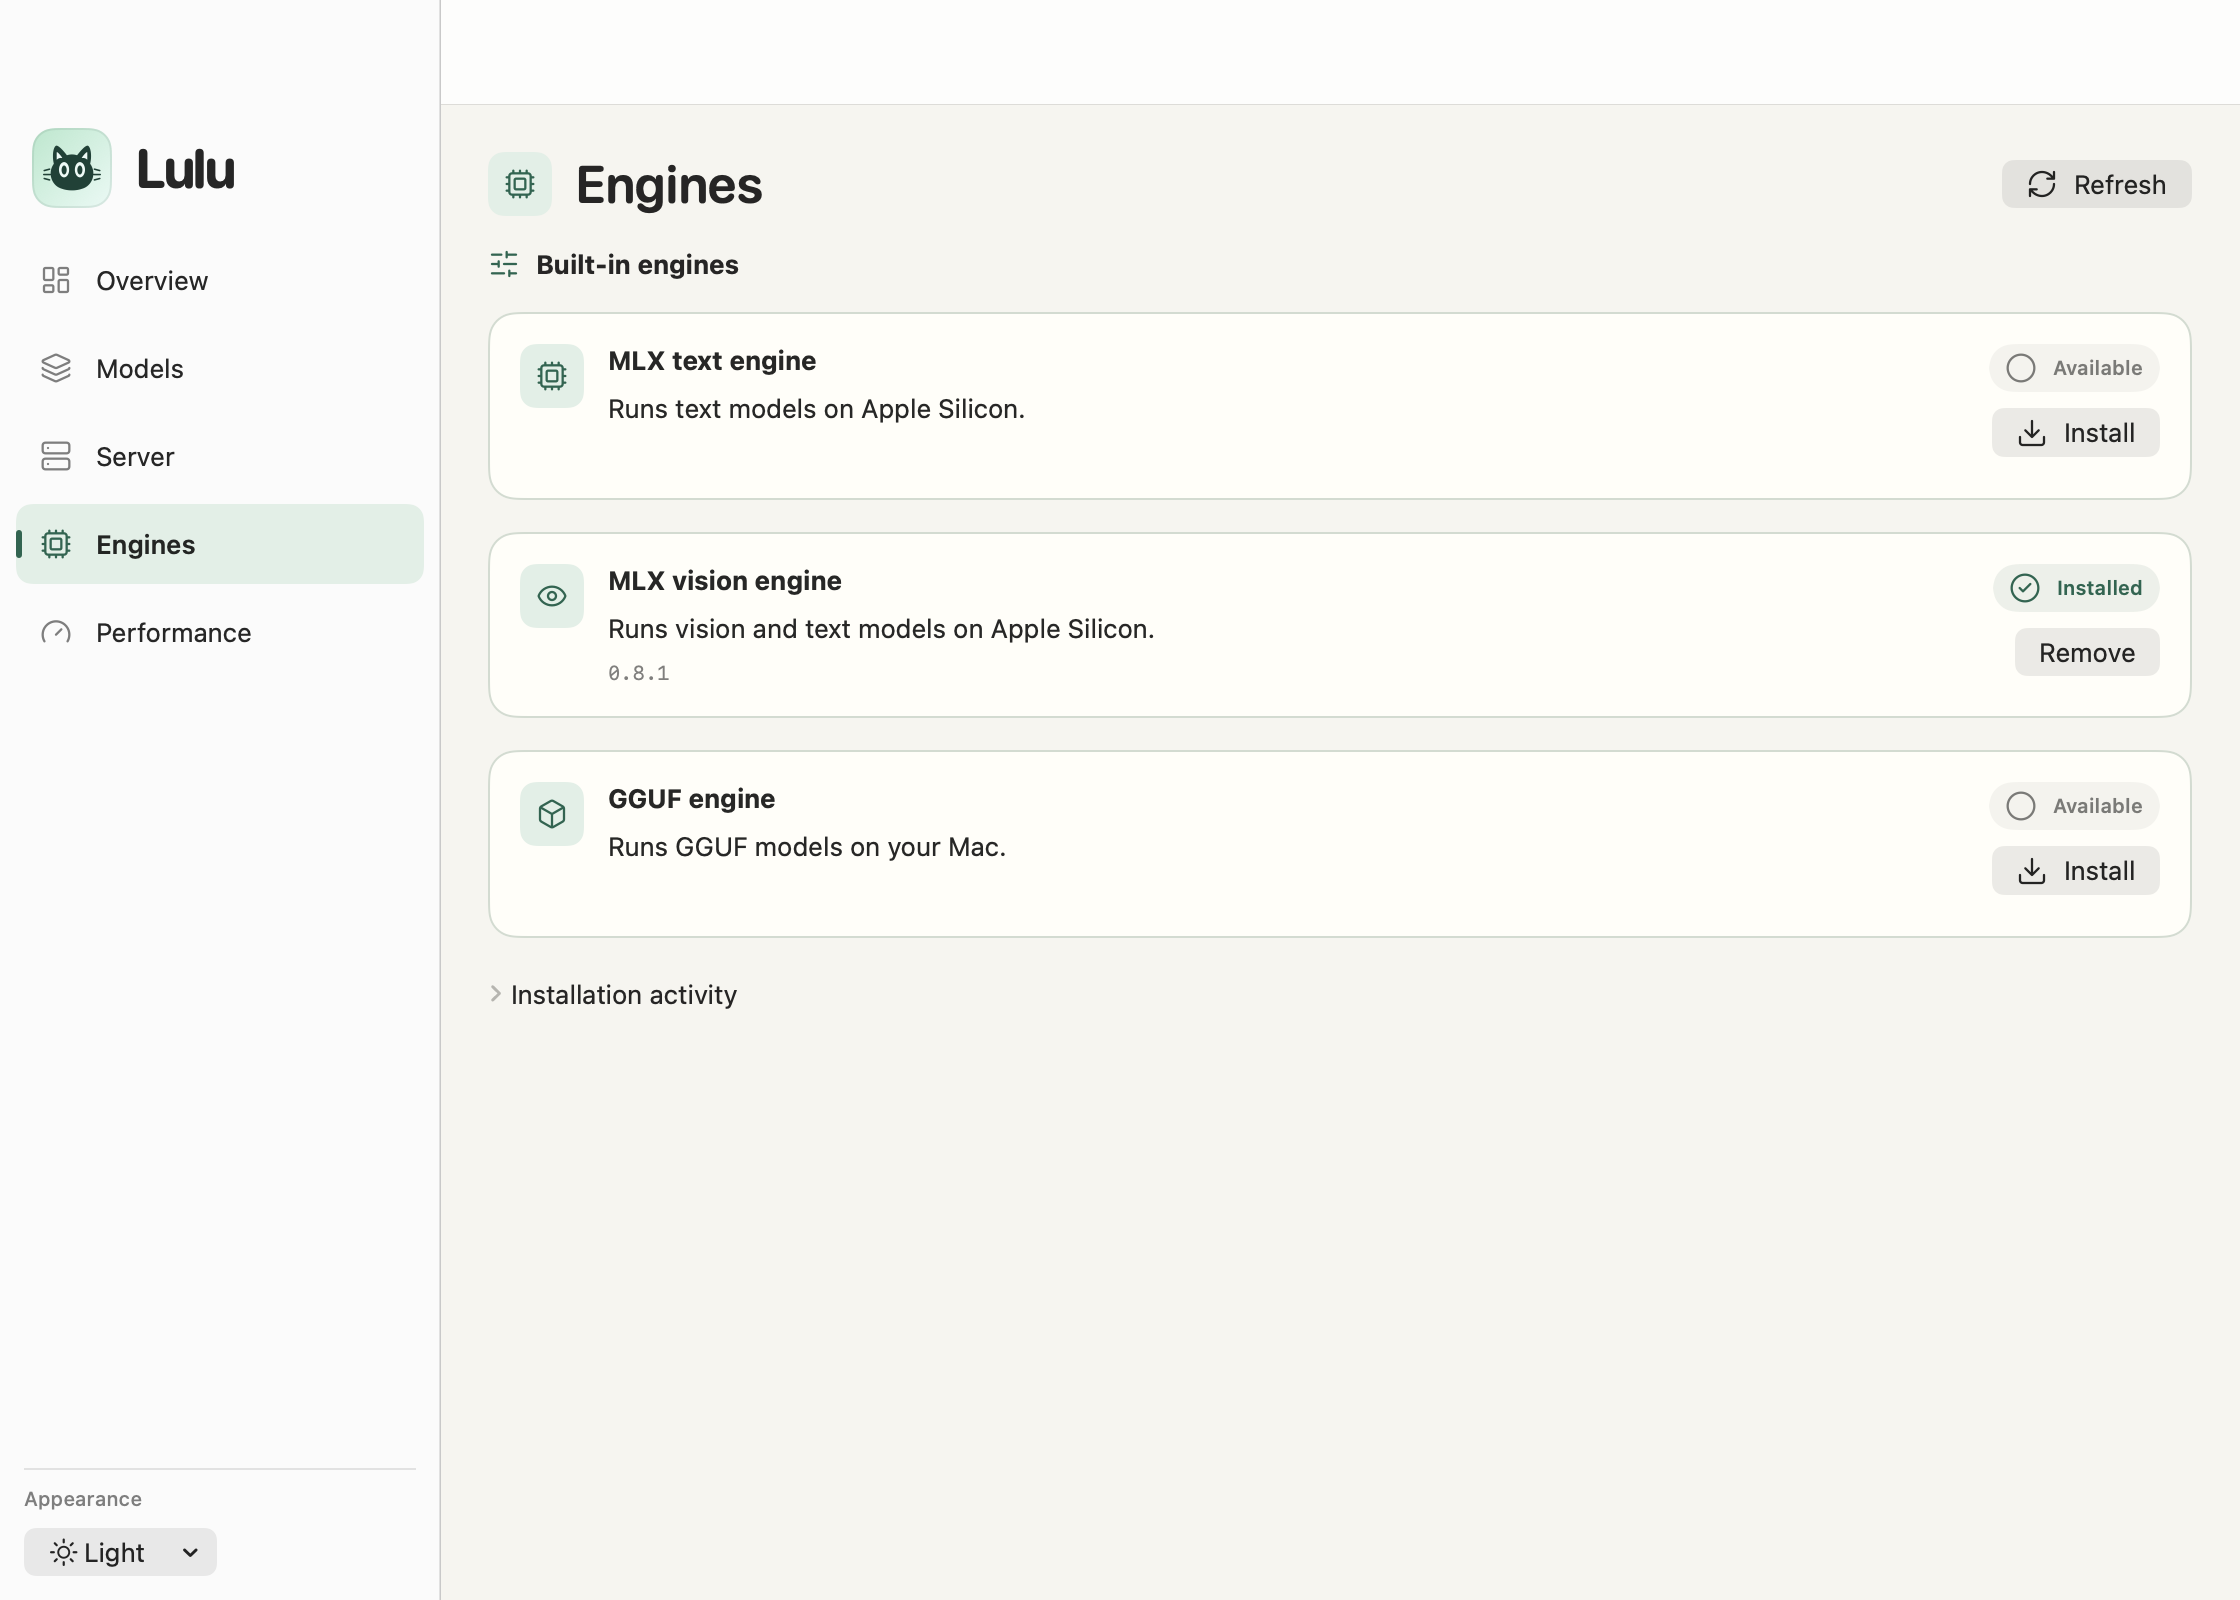 Lulu
Overview
Models
Server
Engines
Performance
Appearance
Light
Engines
Refresh
Built-in engines
MLX text engine
Runs text models on Apple Silicon.
Available
Install
MLX vision engine
Runs vision and text models on Apple Silicon.
0.8.1
Installed
Remove
GGUF engine
Runs GGUF models on your Mac.
Available
Install
Installation activity